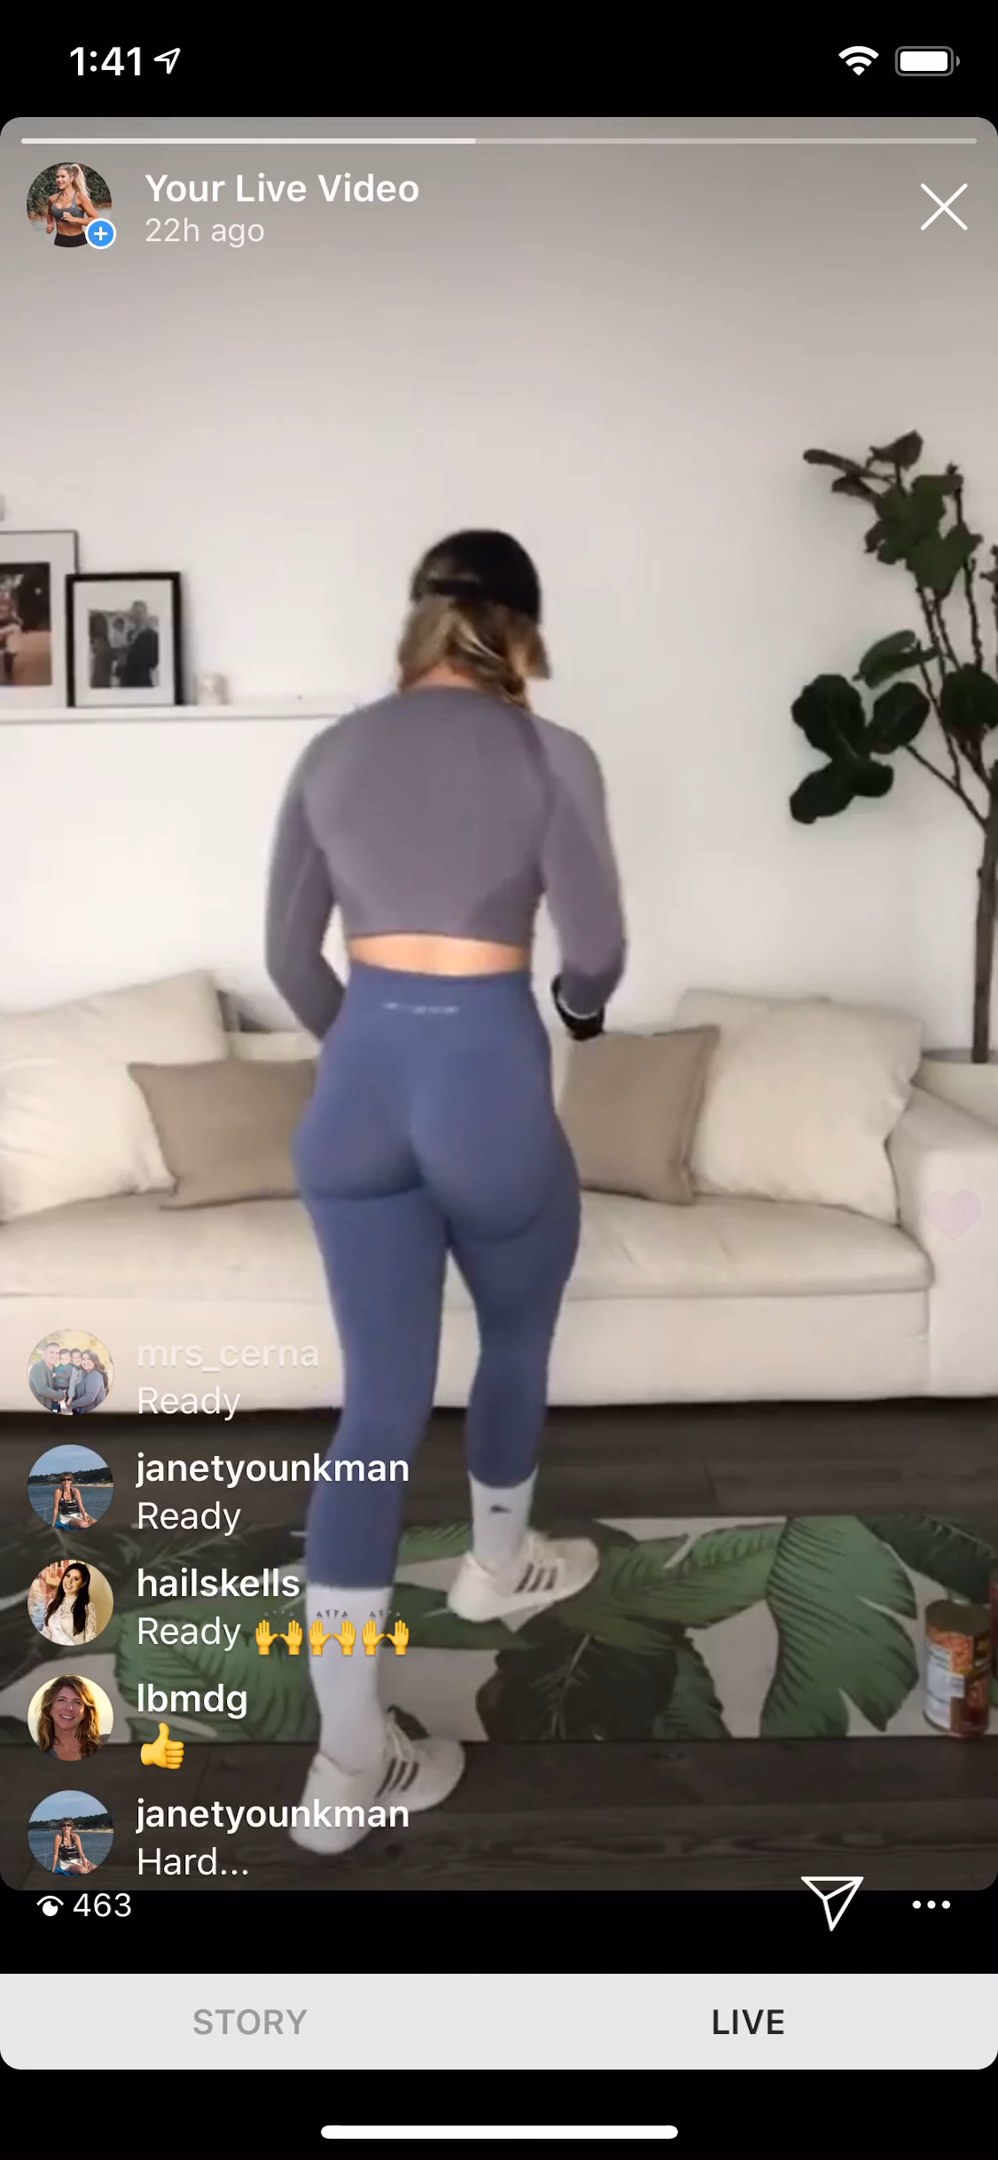 1:41
Your Live Video
22h ago
mrs_cerna
Ready
janetyounkman
Ready
hailskells
Ready 🙌🙌🙌
lbmdg
👍
janetyounkman
Hard...
463
STORY
LIVE